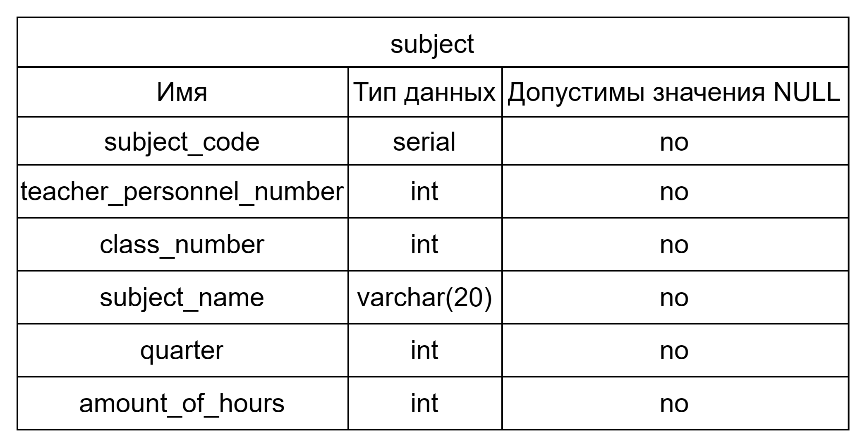 subject
Имя Тип данных Допустимы значения NULL
subject_code serial no
teacher_personnel_number int no
class_number int no
subject_name varchar(20) no
quarter int no
amount_of_hours int no